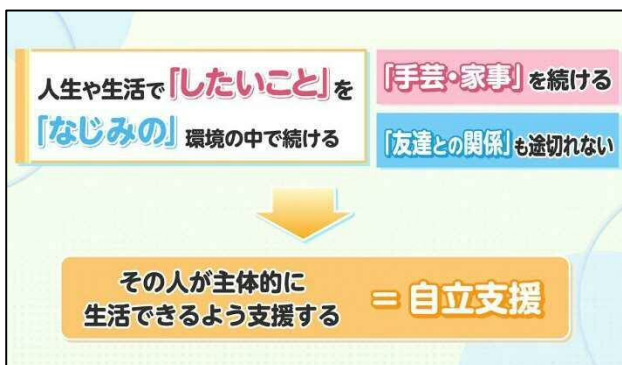 人生や生活で「したいこと」を
「なじみの」環境の中で続ける
「手芸・家事」を続ける
「友達との関係」も途切れない
その人が主体的に
生活できるよう支援する
＝自立支援